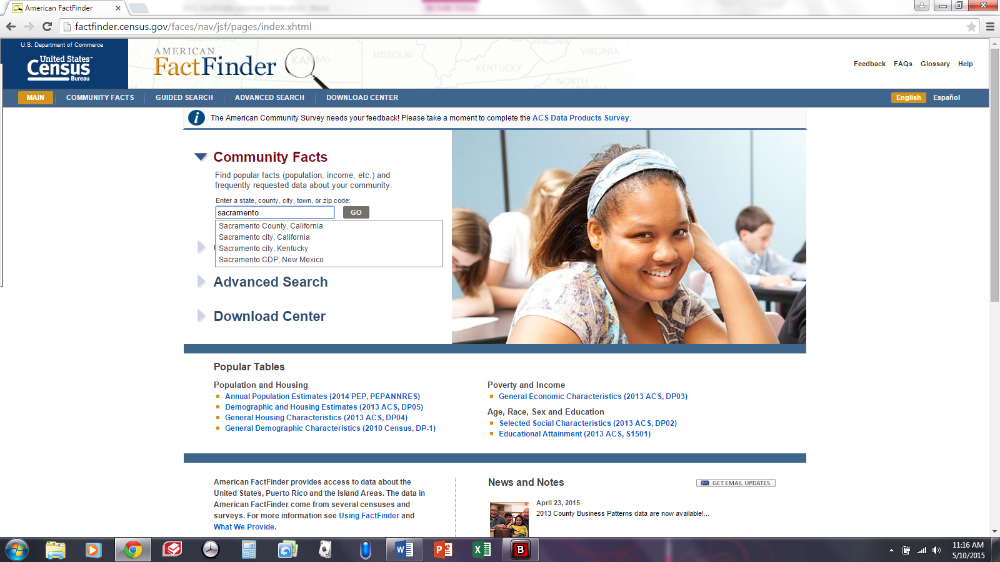 American FactFinder
factfinder.census.gov/faces/nav/jsf/pages/index.xhtml
U.S. Department of Commerce
United States™
Census
Bureau
AMERICAN
FactFinder
MISSOURI
KANSAS
KENTUCKY
VIRGINIA
VIRGINIA
NORTH
Feedback FAQs Glossary Help
MAIN COMMUNITY FACTS GUIDED SEARCH ADVANCED SEARCH DOWNLOAD CENTER English Español
The American Community Survey needs your feedback! Please take a moment to complete the ACS Data Products Survey.
Community Facts
Find popular facts (population, income, etc.) and
frequently requested data about your community.
Enter a state, county, city, town, or zip code:
sacramento GO
Sacramento County, California
Sacramento city, California
Sacramento city, Kentucky
Sacramento CDP, New Mexico
Advanced Search
Download Center
Popular Tables
Population and Housing
Annual Population Estimates (2014 PEP, PEPANNRES)
Demographic and Housing Estimates (2013 ACS, DP05)
General Housing Characteristics (2013 ACS, DP04)
General Demographic Characteristics (2010 Census, DP-1)
Poverty and Income
General Economic Characteristics (2013 ACS, DP03)
Age, Race, Sex and Education
Selected Social Characteristics (2013 ACS, DP02)
Educational Attainment (2013 ACS, S1501)
American FactFinder provides access to data about the
United States, Puerto Rico and the Island Areas. The data in
American FactFinder come from several censuses and
surveys. For more information see Using FactFinder and
What We Provide.
News and Notes
GET EMAIL UPDATES
April 23, 2015
2013 County Business Patterns data are now available!...
11:16 AM
5/10/2015